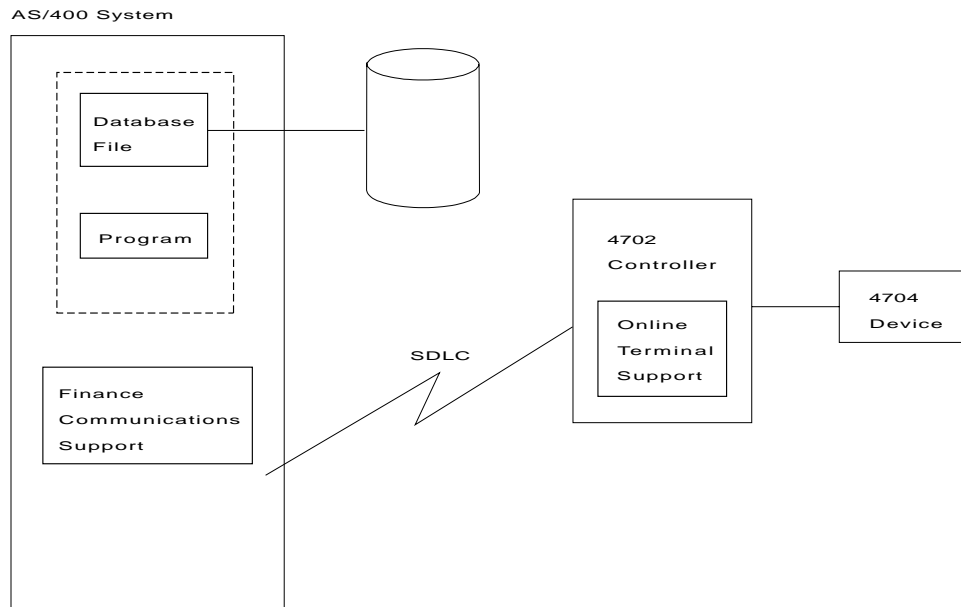 AS/400 System
Database
File
Program
Finance
Communications
Support
SDLC
4702
Controller
Online
Terminal
Support
4704
Device